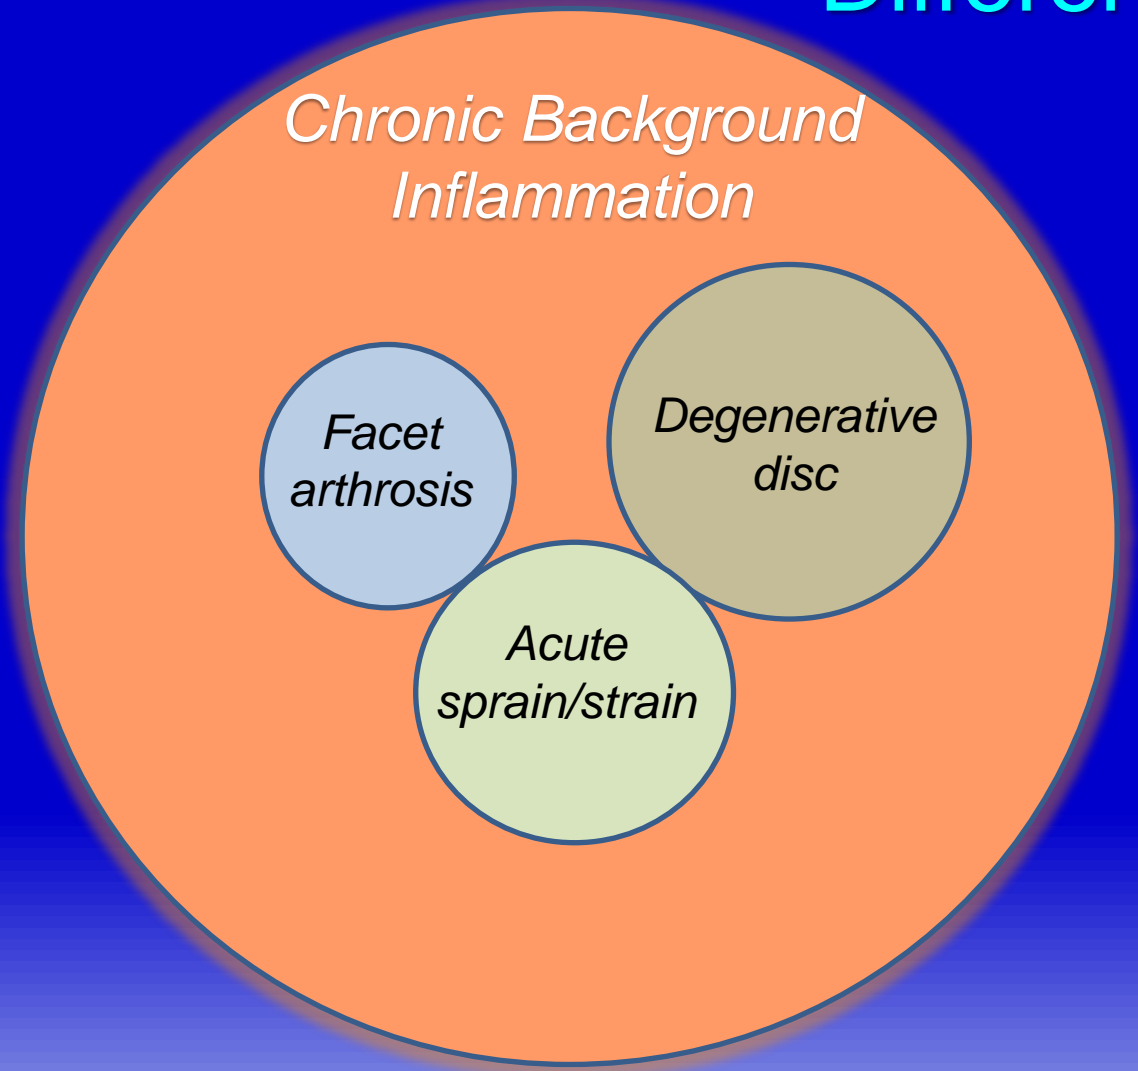 Chronic Background
Inflammation
Facet
arthrosis
Degenerative
disc
Acute
sprain/strain